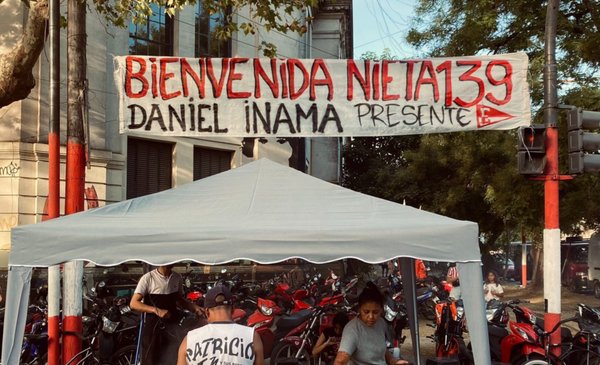 BIENVENIDA NIETA 139
DANIEL INAMA PRESENTE
PATRICIO